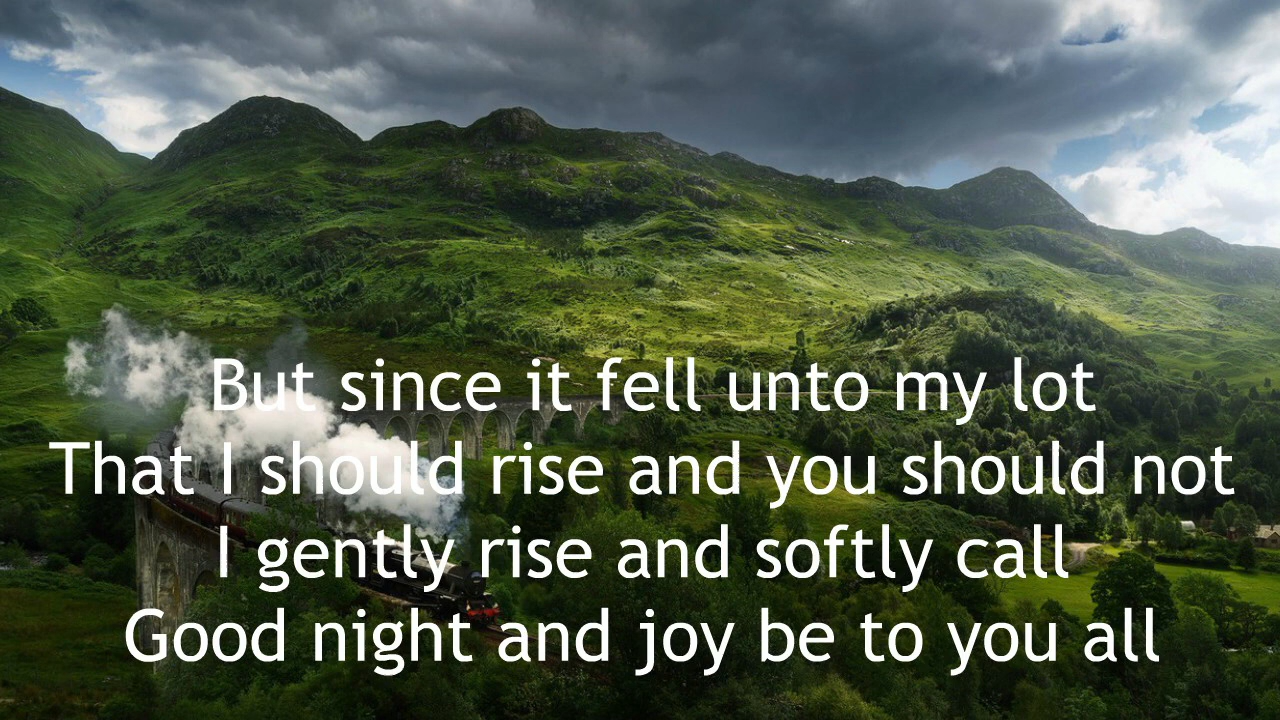 But since it fell unto my lot
That I should rise and you should not
I gently rise and softly call
Good night and joy be to you all